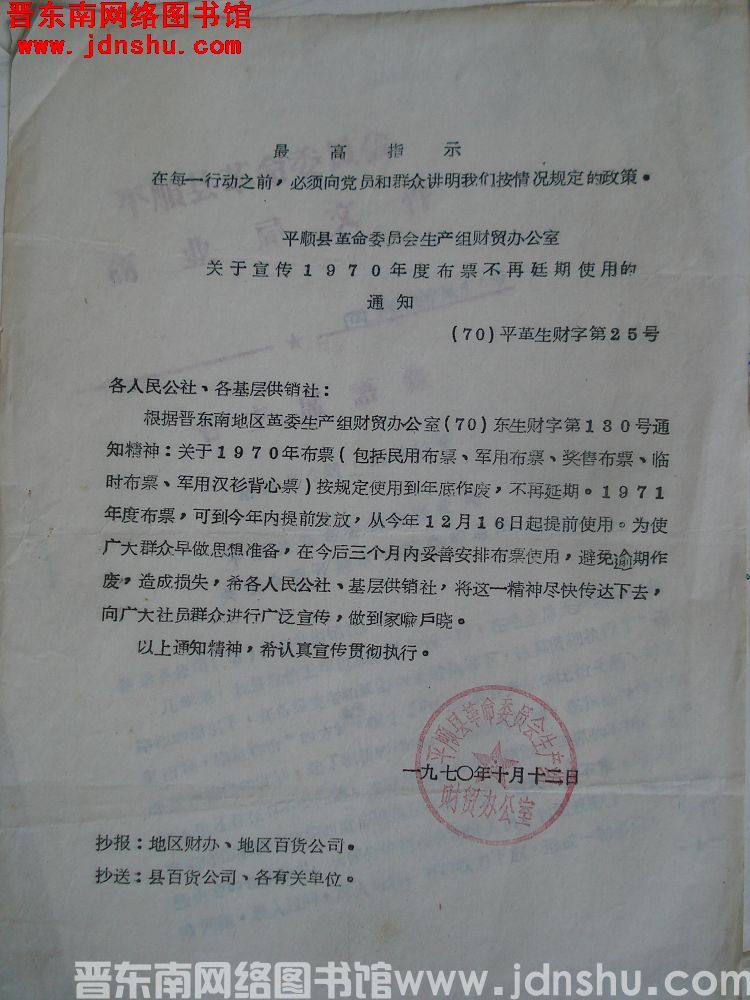 晋东南网络图书馆
www.jdnshu.com
最高指示
在每一行动之前，必须向党员和群众讲明我们按情况规定的政策。
平顺县革命委员会生产组财贸办公室
关于宣传1970年度布票不再延期使用的
通知
(70)平革生财字第25号
各人民公社、各基层供销社：
根据晋东南地区革委生产组财贸办公室(70)东生财字第130号通
知精神：关于1970年布票(包括民用布票、军用布票、奖售布票、临
时布票、军用汉衫背心票)按规定使用到年底作废，不再延期。1971
年度布票，可到今年内提前发放，从今年12月16日起提前使用。为使
广大群众早做思想准备，在今后三个月内妥善安排布票使用，避免逾期作
废，造成损失，希各人民公社、基层供销社，将这一精神尽快传达下去，
向广大社员群众进行广泛宣传，做到家喻户晓。
以上通知精神，希认真宣传贯彻执行。
平顺县革命委员会生产组
财贸办公室
一九七〇年十月十二日
抄报：地区财办、地区百货公司。
抄送：县百货公司、各有关单位。
晋东南网络图书馆www.jdnshu.com